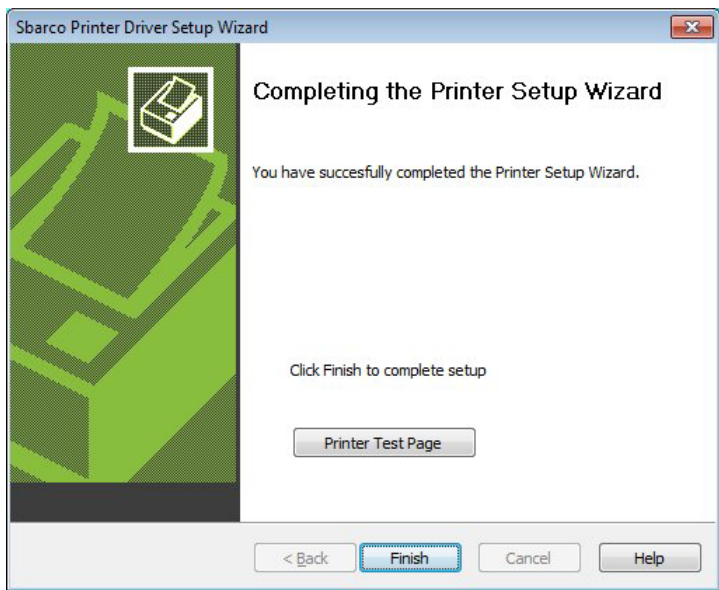 Sbarco Printer Driver Setup Wizard
Completing the Printer Setup Wizard
You have succesfully completed the Printer Setup Wizard.
Click Finish to complete setup
Printer Test Page
< Back Finish Cancel Help